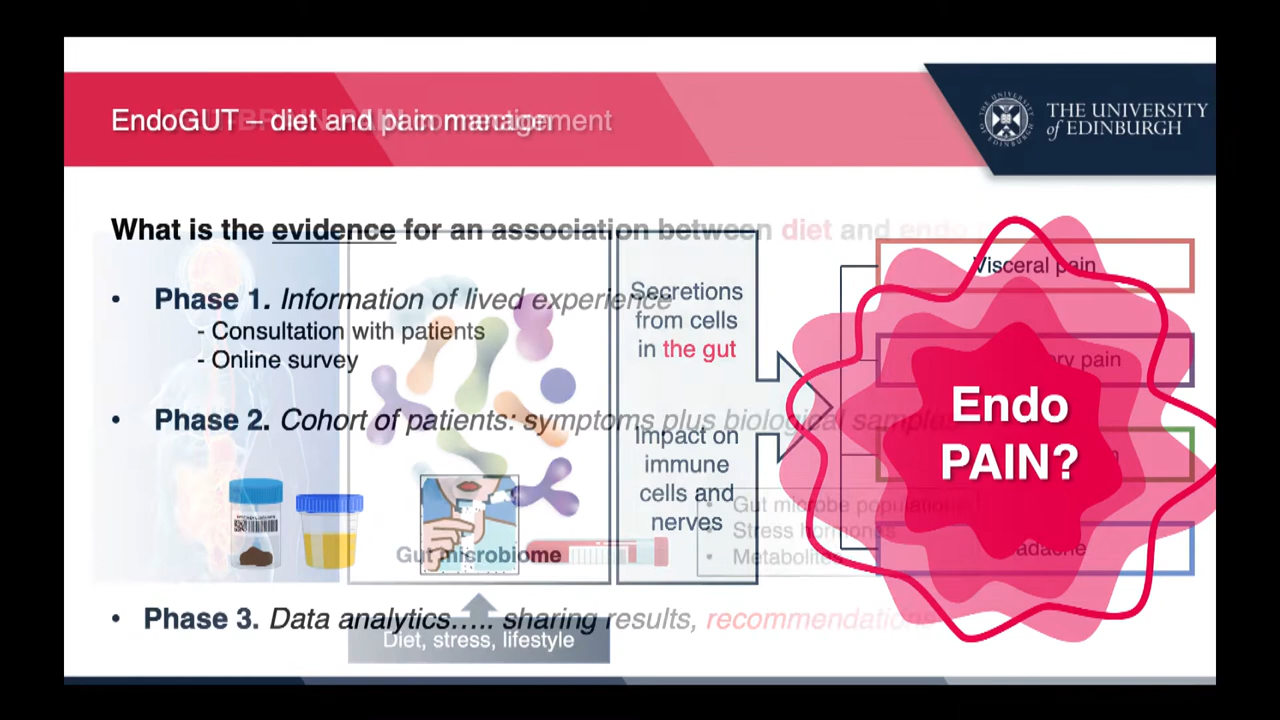 EndoGUT – diet and pain management
THE UNIVERSITY
of EDINBURGH
What is the evidence for an association between diet and endo
• Phase 1. Information of lived experience
- Consultation with patients
- Online survey
• Phase 2. Cohort of patients: symptoms plus biological samples
• Gut microbe populations
• Stress hormones
• Metabolites
• Phase 3. Data analytics….. sharing results, recommendations
Gut microbiome
Diet, stress, lifestyle
Secretions
from cells
in the gut
Impact on
immune
cells and
nerves
Visceral pain
pain
Endo
PAIN?